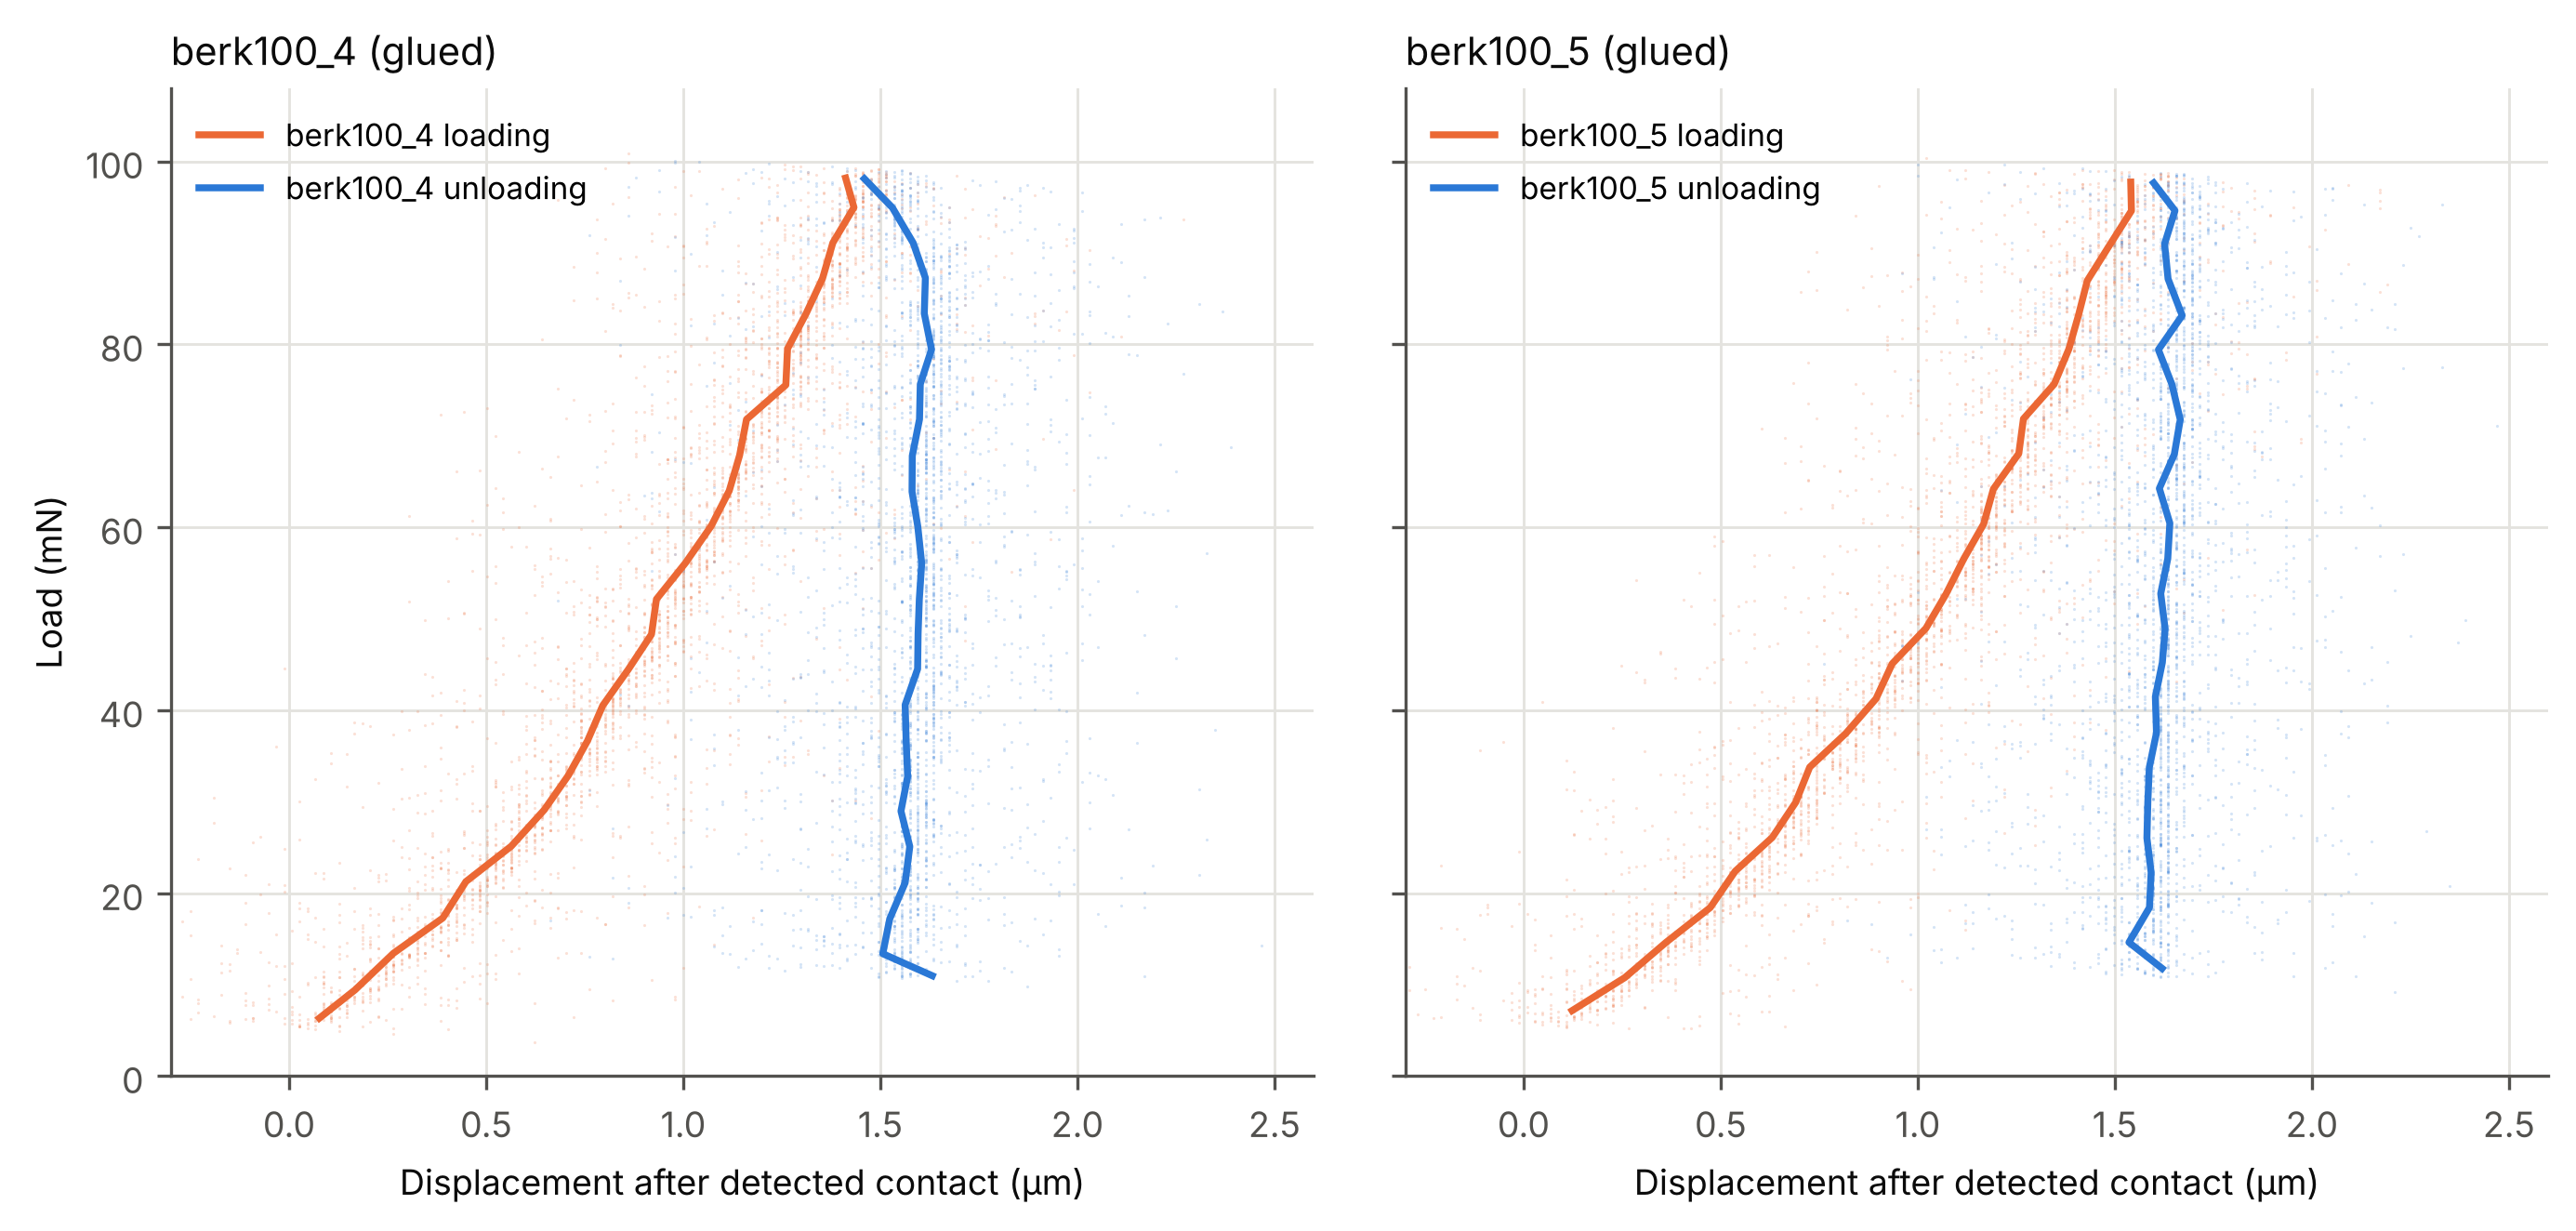 berk100_4 (glued)
berk100_4 loading
berk100_4 unloading
Load (mN)
100
80
60
40
20
0
0.0 0.5 1.0 1.5 2.0 2.5
Displacement after detected contact (µm)
berk100_5 (glued)
berk100_5 loading
berk100_5 unloading
0.0 0.5 1.0 1.5 2.0 2.5
Displacement after detected contact (µm)